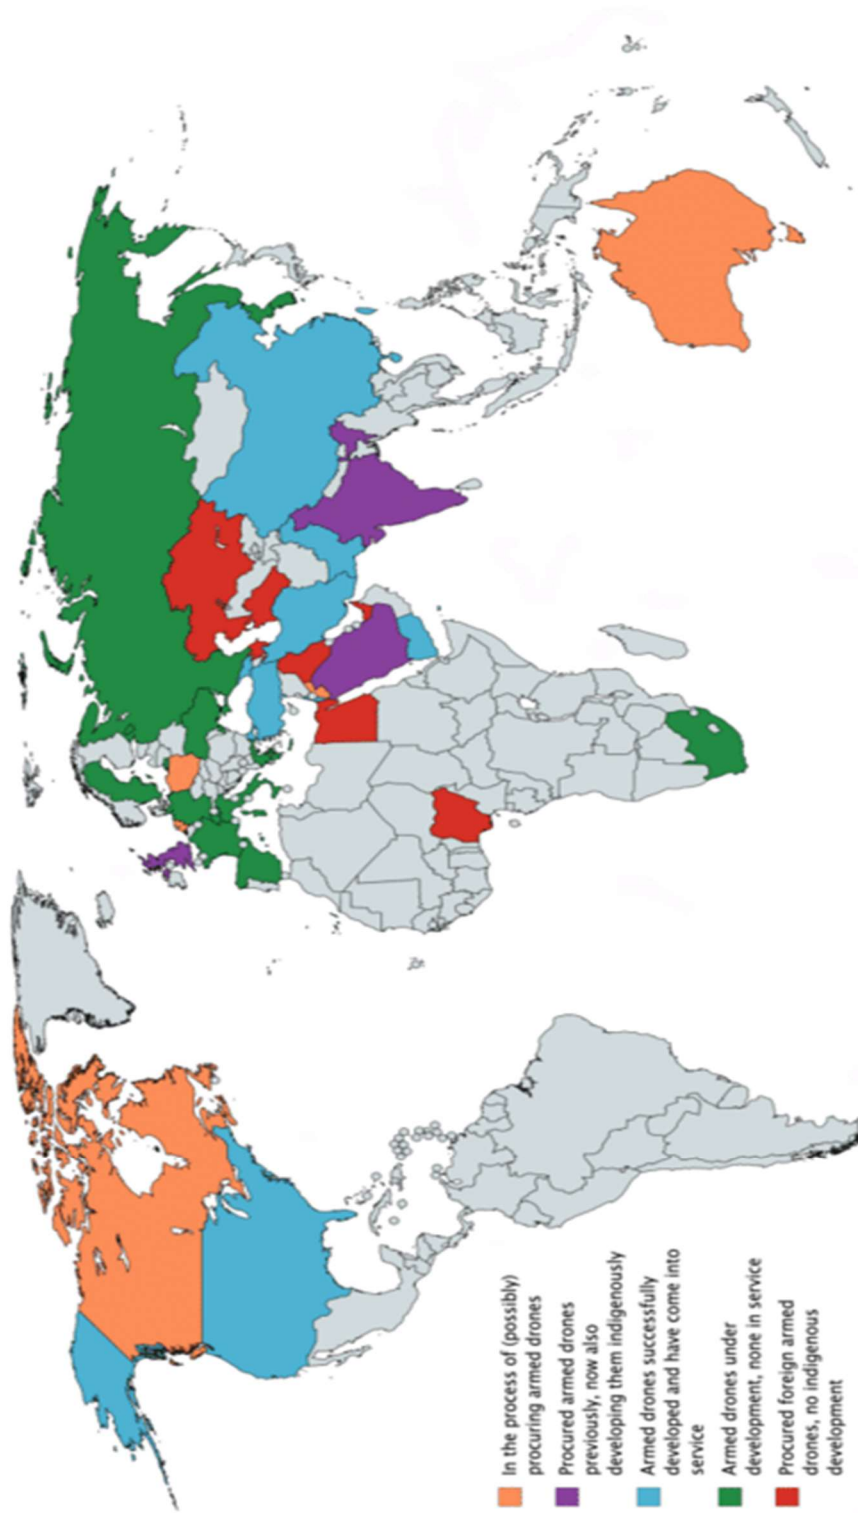 In the process of (possibly)
procuring armed drones
Procured armed drones
previously, now also
developing them indigenously
Armed drones successfully
developed and have come into
service
Armed drones under
development, none in service
Procured foreign armed
drones, no indigenous
development